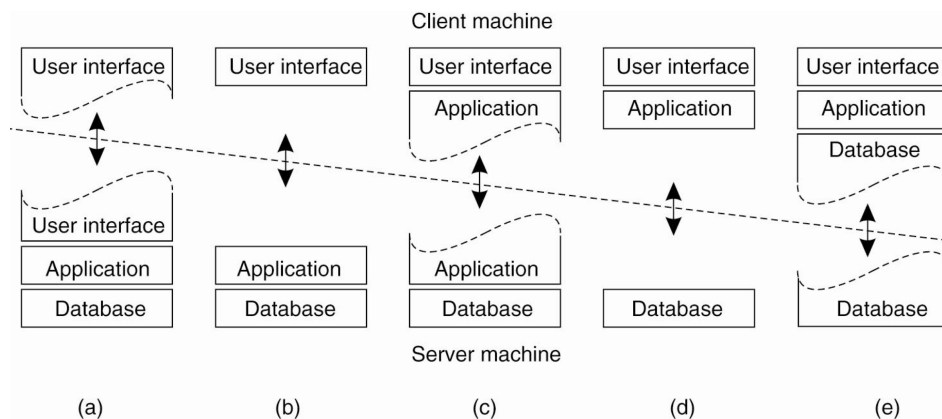 Client machine
User interface User interface User interface User interface User interface
Application Application Application
Database
User interface
Application Application Application
Database Database Database Database Database
Server machine
(a) (b) (c) (d) (e)